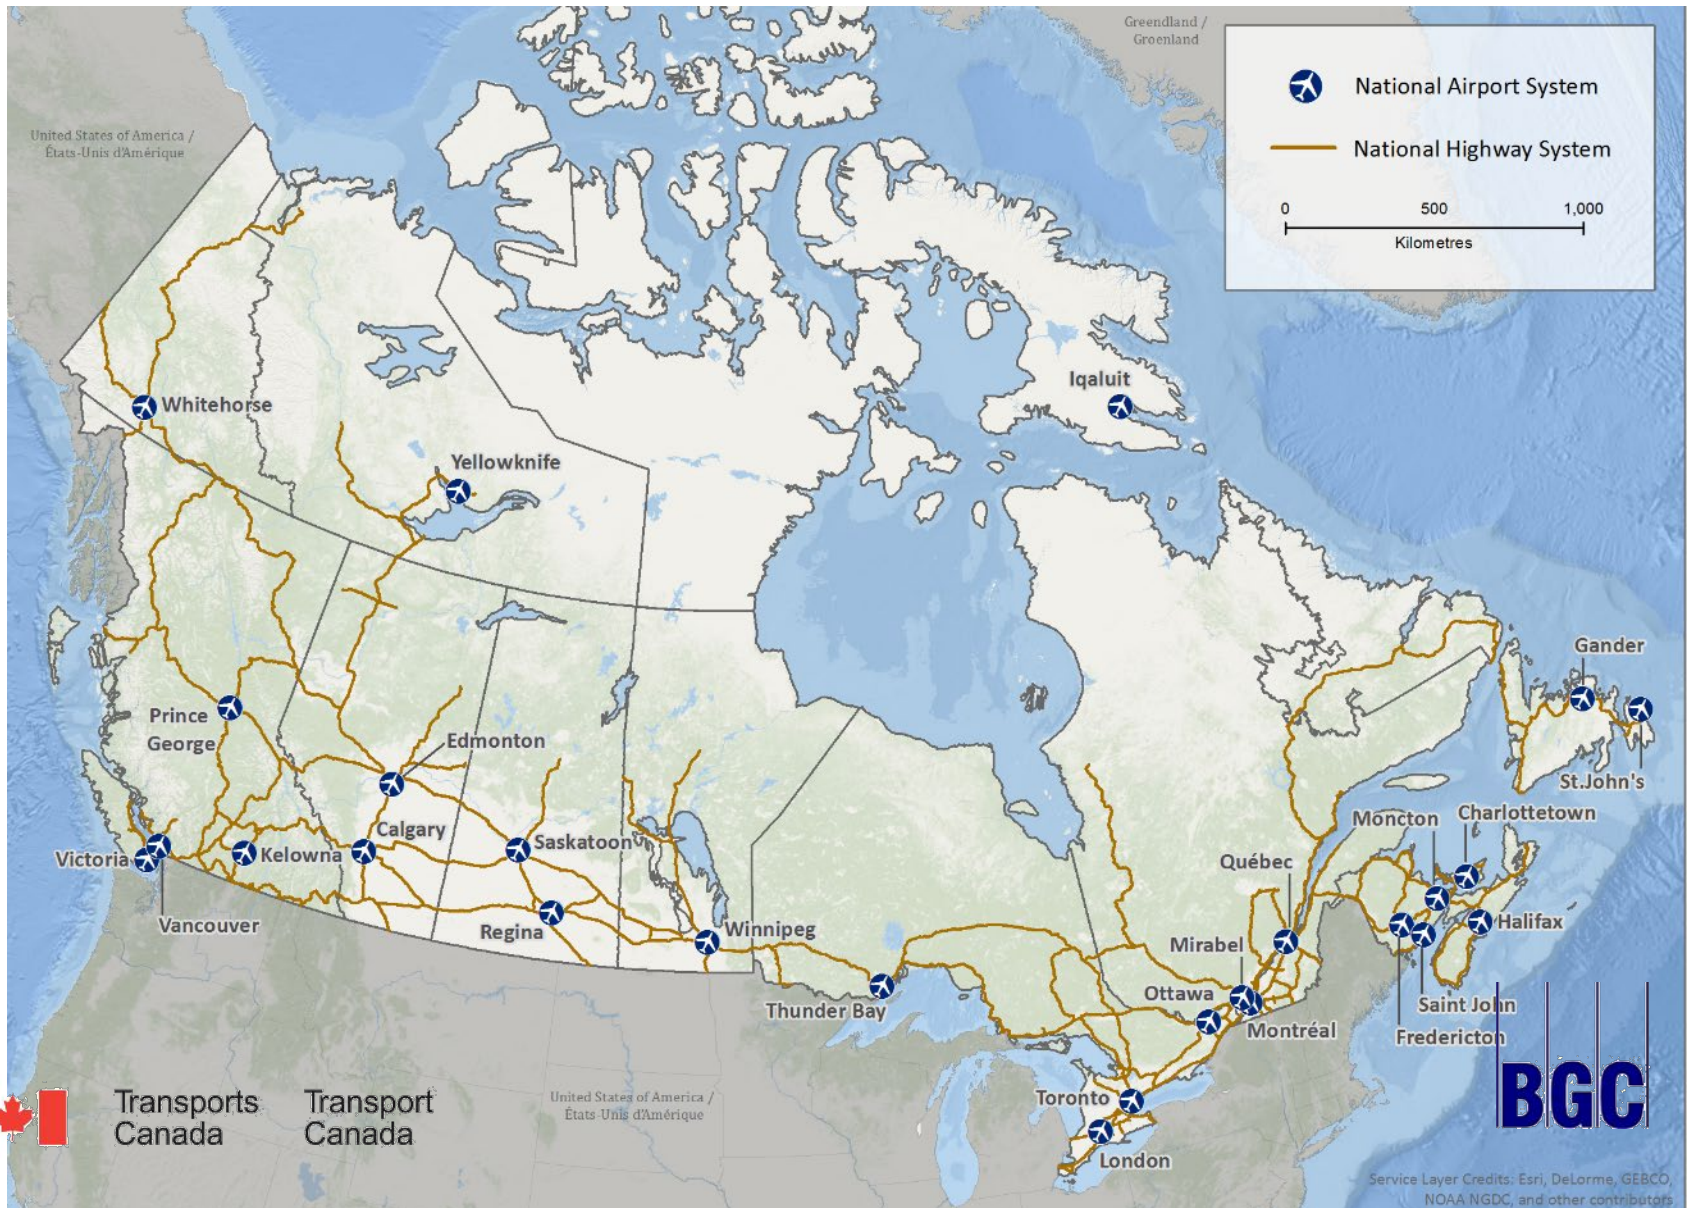 Greendland /
Groenland
National Airport System
National Highway System
0 500 1,000
Kilometres
United States of America /
États-Unis d'Amérique
Iqaluit
Whitehorse
Yellowknife
Gander
Prince
George
Edmonton
St.John's
Charlottetown
Moncton
Calgary
Saskatoon
Victoria
Kelowna
Québec
Vancouver
Regina
Winnipeg
Mirabel
Halifax
Ottawa
Thunder Bay
Saint John
Montréal
Fredericton
BGC
Toronto
United States of America /
États-Unis d'Amérique
Transports
Canada
Transport
Canada
London
Service Layer Credits: Esri, DeLorme, GEBCO,
NOAA NGDC, and other contributors